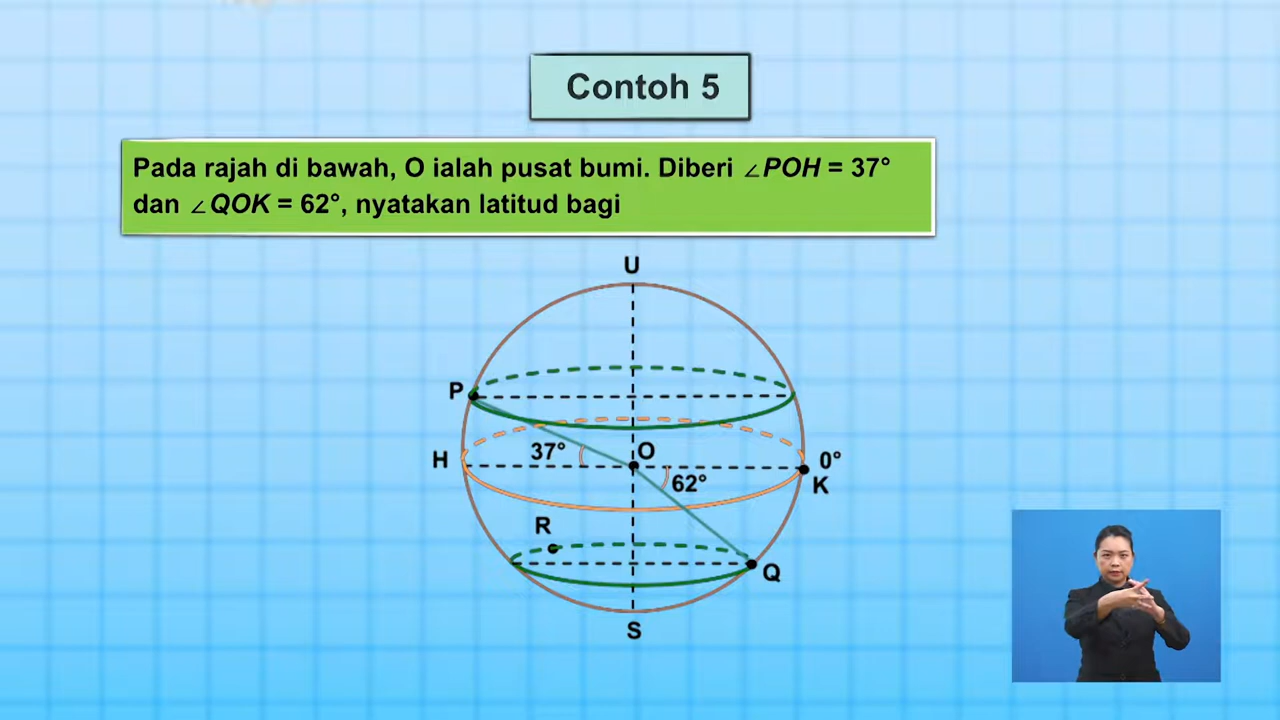 Contoh 5
Pada rajah di bawah, O ialah pusat bumi. Diberi ∠POH = 37°
dan ∠QOK = 62°, nyatakan latitud bagi
U
P
H
37°
O
0°
K
62°
R
Q
S